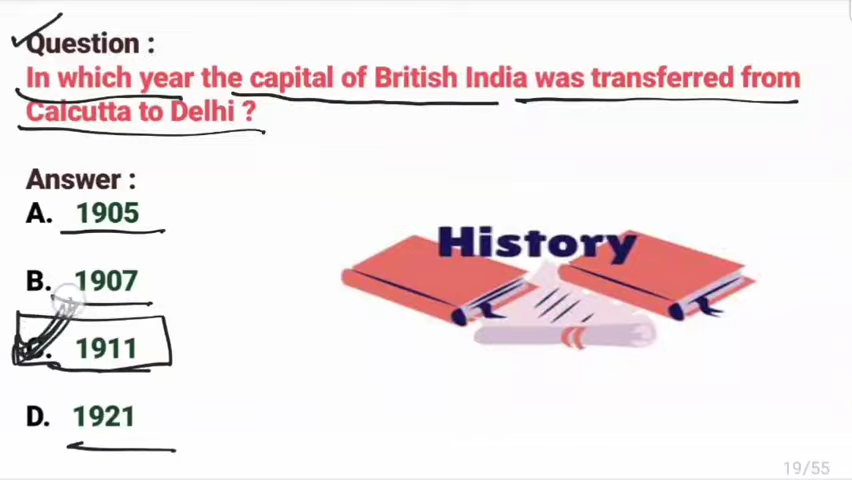 Question :
In which year the capital of British India was transferred from
Calcutta to Delhi ?
Answer :
A. 1905
History
B. 1907
1911
D. 1921
19/55